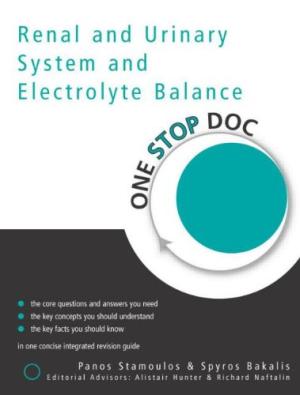 Renal and Urinary
System and
Electrolyte Balance
ONE STOP DOC
the core questions and answers you need
the key concepts you should understand
the key facts you should know
in one concise integrated revision guide
Panos Stamoulos & Spyros Bakalis
Editorial Advisors: Alistair Hunter & Richard Naftalin